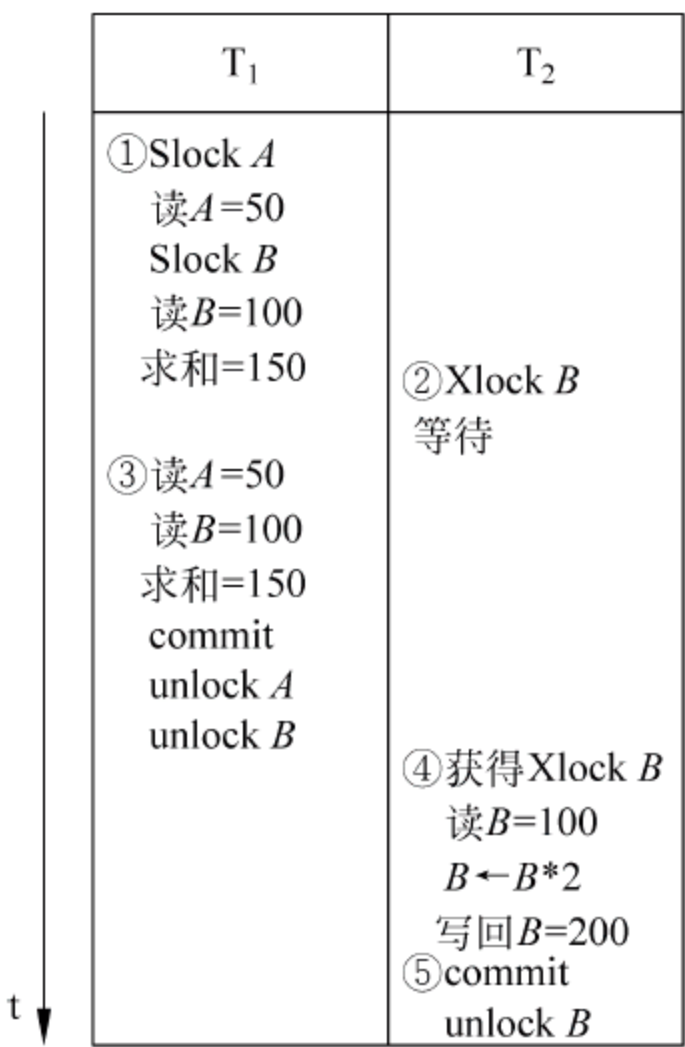 T₁ T₂
①Slock A
读A=50
Slock B
读B=100
求和=150
②Xlock B
等待
③读A=50
读B=100
求和=150
commit
unlock A
unlock B
④获得Xlock B
读B=100
B←B*2
写回B=200
⑤commit
unlock B
t